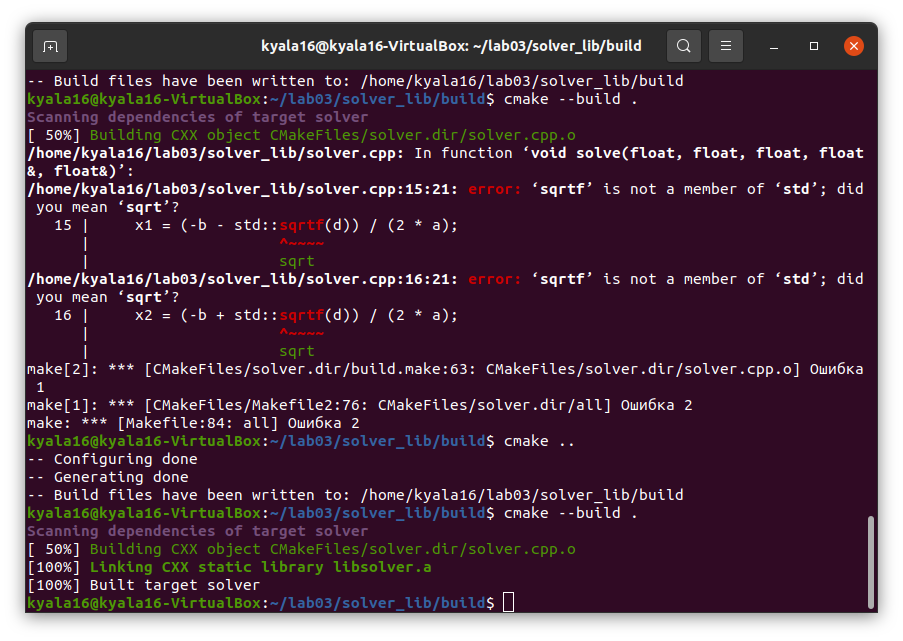 kyala16@kyala16-VirtualBox: ~/lab03/solver_lib/build
-- Build files have been written to: /home/kyala16/lab03/solver_lib/build
kyala16@kyala16-VirtualBox:~/lab03/solver_lib/build$ cmake --build .
Scanning dependencies of target solver
[ 50%] Building CXX object CMakeFiles/solver.dir/solver.cpp.o
/home/kyala16/lab03/solver_lib/solver.cpp: In function ‘void solve(float, float, float, float
&, float&)’:
/home/kyala16/lab03/solver_lib/solver.cpp:15:21: error: ‘sqrtf’ is not a member of ‘std’; did
 you mean ‘sqrt’?
   15 |     x1 = (-b - std::sqrtf(d)) / (2 * a);
      |                     ^~~~~
      |                     sqrt
/home/kyala16/lab03/solver_lib/solver.cpp:16:21: error: ‘sqrtf’ is not a member of ‘std’; did
 you mean ‘sqrt’?
   16 |     x2 = (-b + std::sqrtf(d)) / (2 * a);
      |                     ^~~~~
      |                     sqrt
make[2]: *** [CMakeFiles/solver.dir/build.make:63: CMakeFiles/solver.dir/solver.cpp.o] Ошибка
 1
make[1]: *** [CMakeFiles/Makefile2:76: CMakeFiles/solver.dir/all] Ошибка 2
make: *** [Makefile:84: all] Ошибка 2
kyala16@kyala16-VirtualBox:~/lab03/solver_lib/build$ cmake ..
-- Configuring done
-- Generating done
-- Build files have been written to: /home/kyala16/lab03/solver_lib/build
kyala16@kyala16-VirtualBox:~/lab03/solver_lib/build$ cmake --build .
Scanning dependencies of target solver
[ 50%] Building CXX object CMakeFiles/solver.dir/solver.cpp.o
[100%] Linking CXX static library libsolver.a
[100%] Built target solver
kyala16@kyala16-VirtualBox:~/lab03/solver_lib/build$